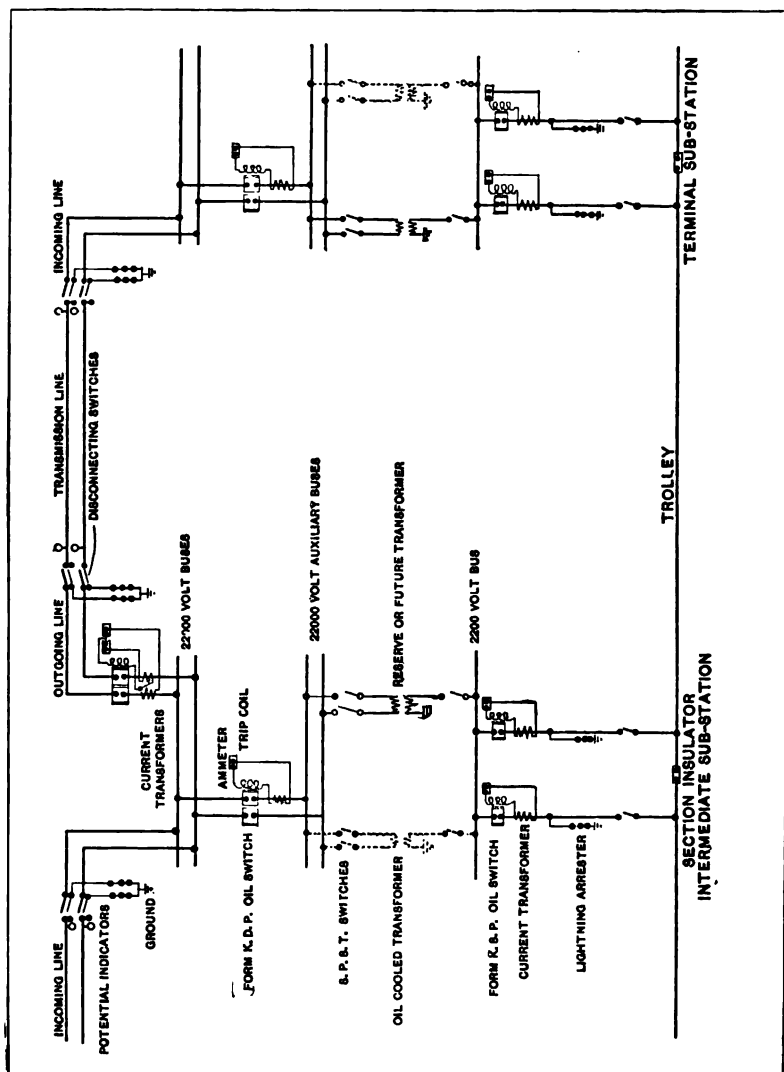 INCOMING LINE
POTENTIAL INDICATORS
GROUND
OUTGOING LINE
TRANSMISSION LINE
DISCONNECTING SWITCHES
INCOMING LINE
CURRENT
TRANSFORMERS
22000 VOLT BUSES
FORM K. D. P. OIL SWITCH
AMMETER
TRIP COIL
22000 VOLT AUXILIARY BUSES
S. P. S. T. SWITCHES
OIL COOLED TRANSFORMER
RESERVE OR FUTURE TRANSFORMER
2200 VOLT BUS
FORM K. S. P. OIL SWITCH
CURRENT TRANSFORMER
LIGHTNING ARRESTER
TROLLEY
SECTION INSULATOR
INTERMEDIATE SUB-STATION
TERMINAL SUB-STATION